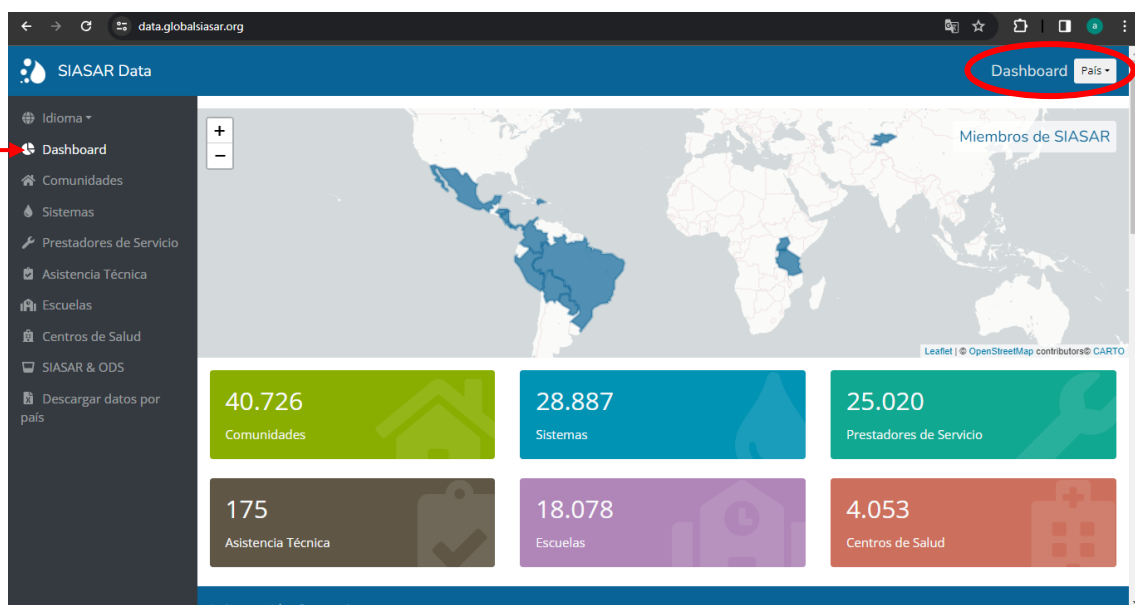 data.globalsiasar.org
a
SIASAR Data
Dashboard País
Idioma
Dashboard
Comunidades
Sistemas
Prestadores de Servicio
Asistencia Técnica
Escuelas
Centros de Salud
SIASAR & ODS
Descargar datos por
país
+
−
Miembros de SIASAR
Leaflet | © OpenStreetMap contributors© CARTO
40.726
Comunidades
28.887
Sistemas
25.020
Prestadores de Servicio
175
Asistencia Técnica
18.078
Escuelas
4.053
Centros de Salud